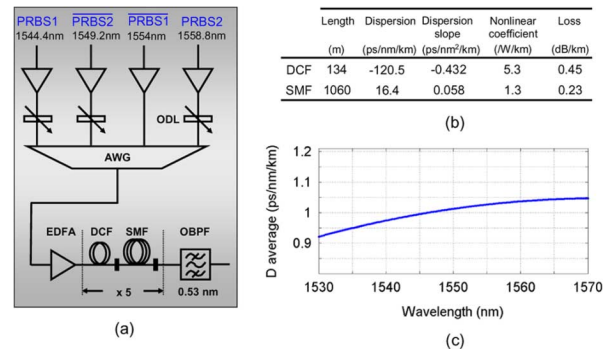 PRBS1 PRBS2 PRBS1 PRBS2
1544.4nm 1549.2nm 1554nm 1558.8nm
ODL
AWG
EDFA DCF SMF OBPF
x 5 0.53 nm
(a)
Length Dispersion Dispersion slope Nonlinear coefficient Loss
(m) (ps/nm/km) (ps/nm²/km) (/W/km) (dB/km)
DCF 134 -120.5 -0.432 5.3 0.45
SMF 1060 16.4 0.058 1.3 0.23
(b)
D average (ps/nm/km)
1.2
1.1
1
0.9
1530 1540 1550 1560 1570
Wavelength (nm)
(c)